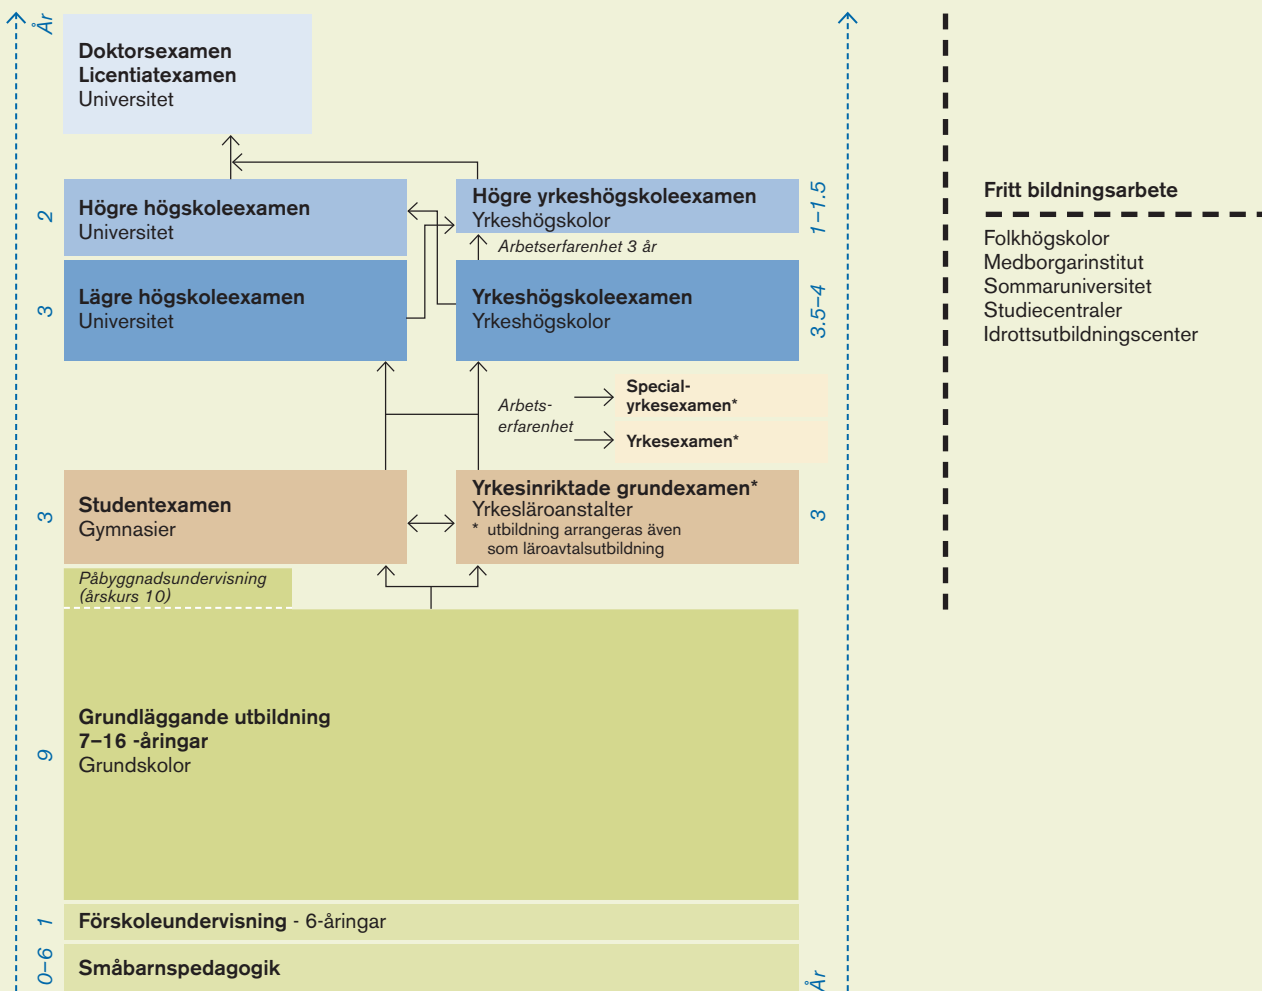 År
Doktorsexamen
Licentiatexamen
Universitet
2
Högre högskoleexamen
Universitet
Högre yrkeshögskoleexamen
Yrkeshögskolor
1–1.5
Arbetserfarenhet 3 år
3
Lägre högskoleexamen
Universitet
Yrkeshögskoleexamen
Yrkeshögskolor
3.5–4
Arbets-
erfarenhet
Special-
yrkesexamen*
Yrkesexamen*
3
Studentexamen
Gymnasier
Yrkesinriktade grundexamen*
Yrkesläroanstalter
* utbildning arrangeras även
som läroavtalsutbildning
3
Påbyggnadsundervisning
(årskurs 10)
9
Grundläggande utbildning
7–16 -åringar
Grundskolor
1
Förskoleundervisning - 6-åringar
0–6
Småbarnspedagogik
År
Fritt bildningsarbete
Folkhögskolor
Medborgarinstitut
Sommaruniversitet
Studiecentraler
Idrottsutbildningscenter